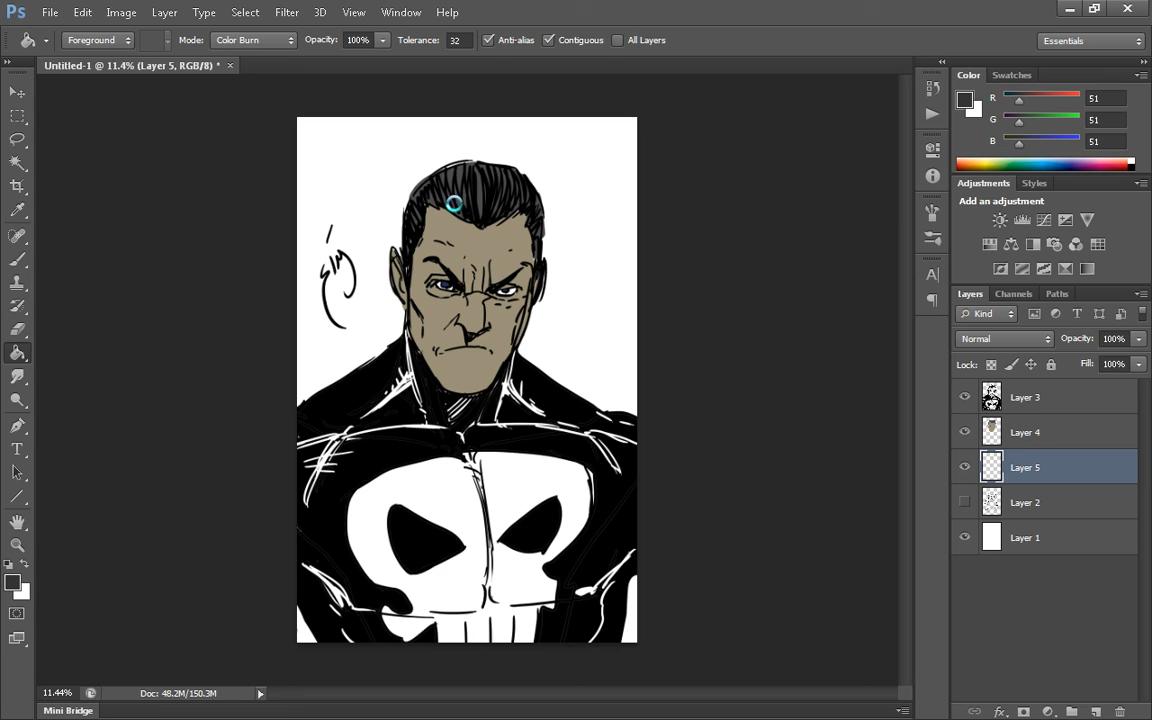 Ps File Edit Image Layer Type Select Filter 3D View Window Help
Foreground Mode: Color Burn Opacity: 100% Tolerance: 32 Anti-alias Contiguous All Layers Essentials
Untitled-1 @ 11.4% (Layer 5, RGB/8) *
Color Swatches
R 51
G 51
B 51
Adjustments Styles
Add an adjustment
Layers Channels Paths
Kind
Normal Opacity: 100%
Lock: Fill: 100%
Layer 3
Layer 4
Layer 5
Layer 2
Layer 1
11.44% Doc: 48.2M/150.3M
Mini Bridge